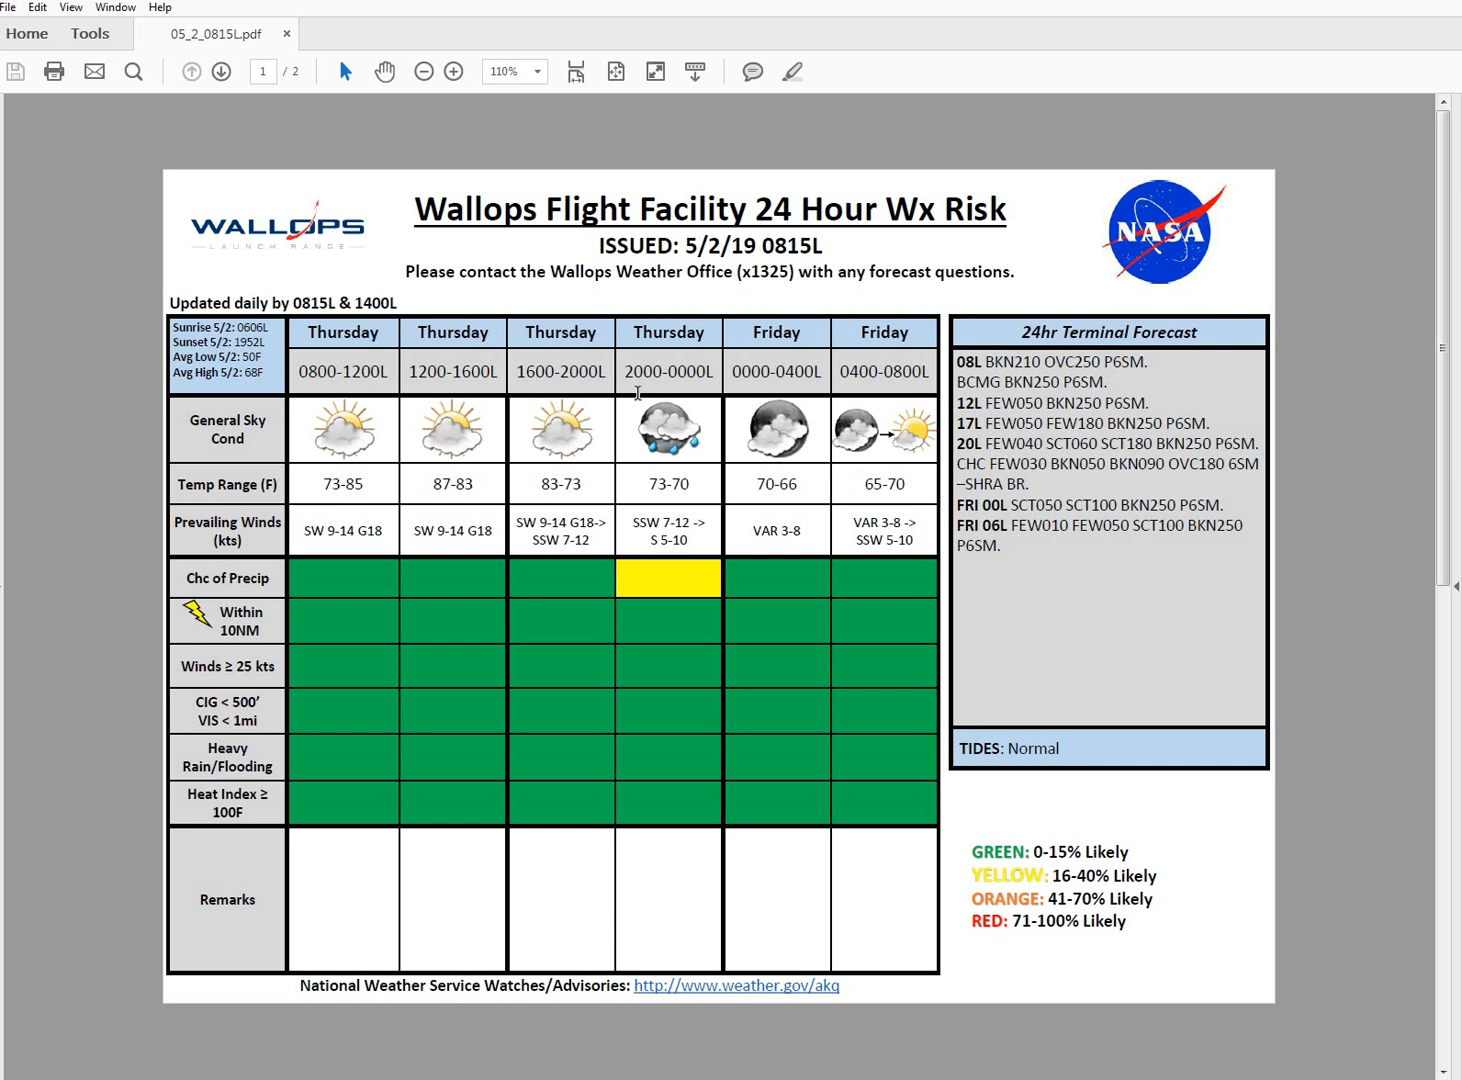 File Edit View Window Help
Home Tools 05_2_0815L.pdf ×
1 / 2 110%
WALLOPS
LAUNCH RANGE
Wallops Flight Facility 24 Hour Wx Risk
ISSUED: 5/2/19 0815L
Please contact the Wallops Weather Office (x1325) with any forecast questions.
NASA
Updated daily by 0815L & 1400L
Sunrise 5/2: 0606L
Sunset 5/2: 1952L
Avg Low 5/2: 50F
Avg High 5/2: 68F
Thursday Thursday Thursday Thursday Friday Friday
0800-1200L 1200-1600L 1600-2000L 2000-0000L 0000-0400L 0400-0800L
General Sky
Cond
Temp Range (F) 73-85 87-83 83-73 73-70 70-66 65-70
Prevailing Winds
(kts)
SW 9-14 G18
SW 9-14 G18
SW 9-14 G18->
SSW 7-12
SSW 7-12 ->
S 5-10
VAR 3-8
VAR 3-8 ->
SSW 5-10
Chc of Precip
Within
10NM
Winds ≥ 25 kts
CIG < 500’
VIS < 1mi
Heavy
Rain/Flooding
Heat Index ≥
100F
Remarks
24hr Terminal Forecast
08L BKN210 OVC250 P6SM.
BCMG BKN250 P6SM.
12L FEW050 BKN250 P6SM.
17L FEW050 FEW180 BKN250 P6SM.
20L FEW040 SCT060 SCT180 BKN250 P6SM.
CHC FEW030 BKN050 BKN090 OVC180 6SM
–SHRA BR.
FRI 00L SCT050 SCT100 BKN250 P6SM.
FRI 06L FEW010 FEW050 SCT100 BKN250
P6SM.
TIDES: Normal
GREEN: 0-15% Likely
YELLOW: 16-40% Likely
ORANGE: 41-70% Likely
RED: 71-100% Likely
National Weather Service Watches/Advisories: http://www.weather.gov/akq